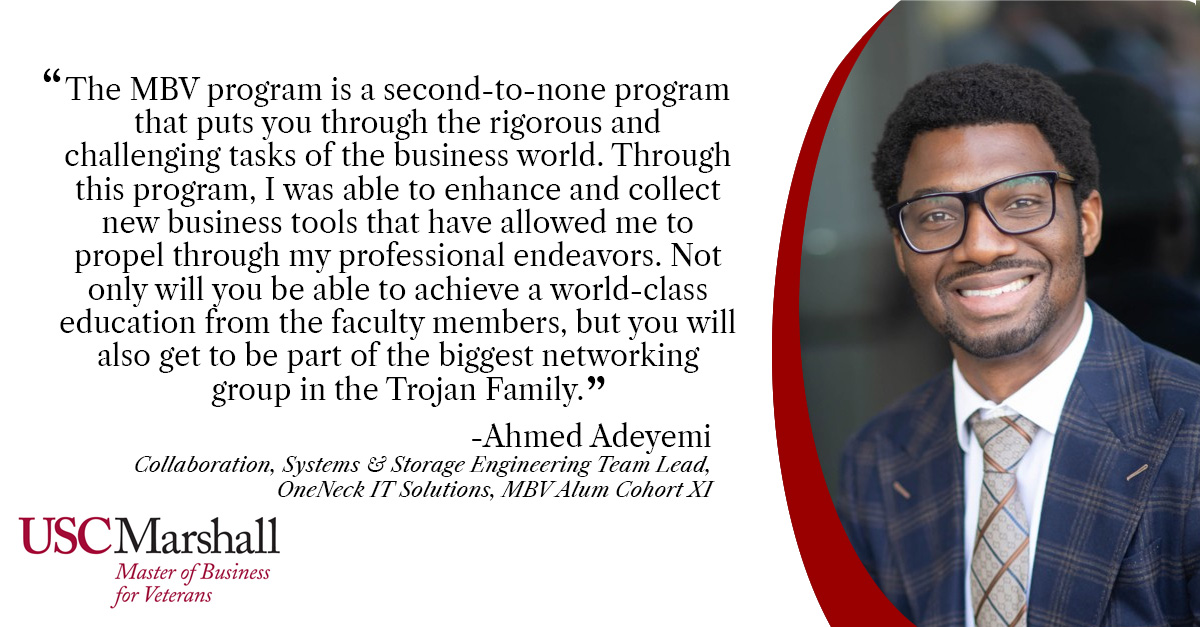 “The MBV program is a second-to-none program
that puts you through the rigorous and
challenging tasks of the business world. Through
this program, I was able to enhance and collect
new business tools that have allowed me to
propel through my professional endeavors. Not
only will you be able to achieve a world-class
education from the faculty members, but you will
also get to be part of the biggest networking
group in the Trojan Family.”
-Ahmed Adeyemi
Collaboration, Systems & Storage Engineering Team Lead,
OneNeck IT Solutions, MBV Alum Cohort XI
USC Marshall
Master of Business
for Veterans